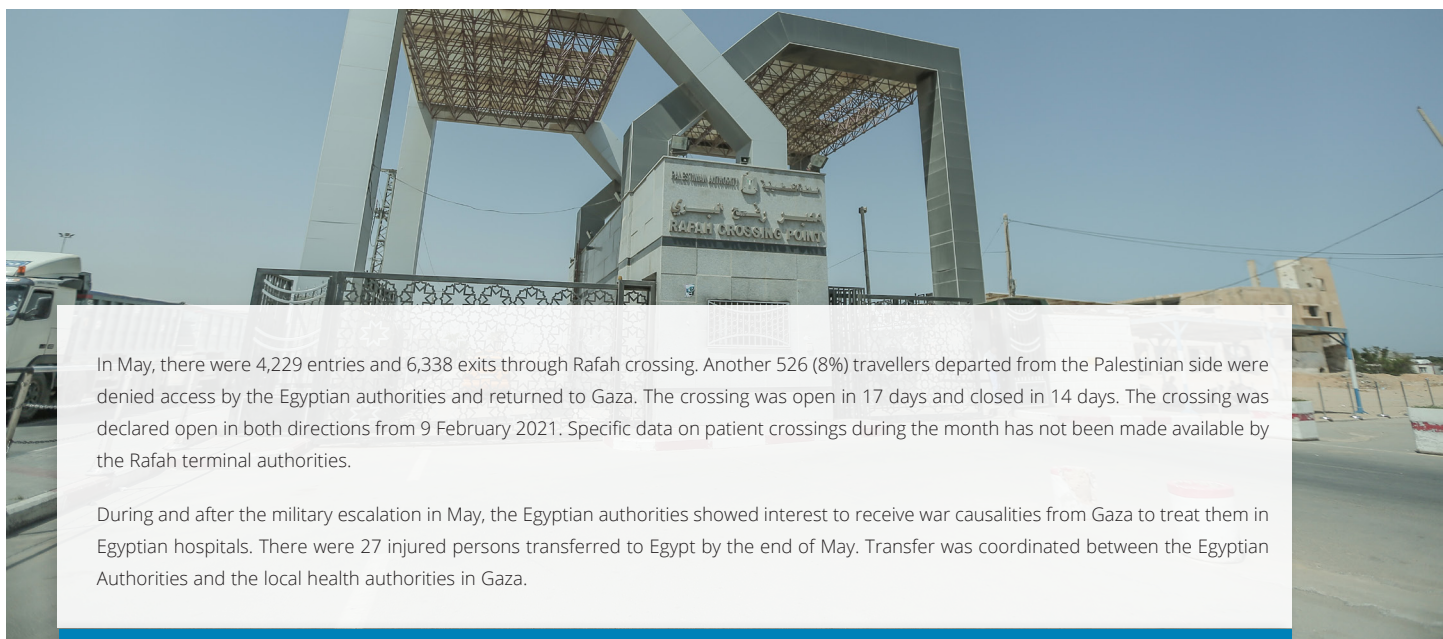 PALESTINIAN AUTHORITY
RAFAH CROSSING POINT
In May, there were 4,229 entries and 6,338 exits through Rafah crossing. Another 526 (8%) travellers departed from the Palestinian side were
denied access by the Egyptian authorities and returned to Gaza. The crossing was open in 17 days and closed in 14 days. The crossing was
declared open in both directions from 9 February 2021. Specific data on patient crossings during the month has not been made available by
the Rafah terminal authorities.
During and after the military escalation in May, the Egyptian authorities showed interest to receive war causalities from Gaza to treat them in
Egyptian hospitals. There were 27 injured persons transferred to Egypt by the end of May. Transfer was coordinated between the Egyptian
Authorities and the local health authorities in Gaza.